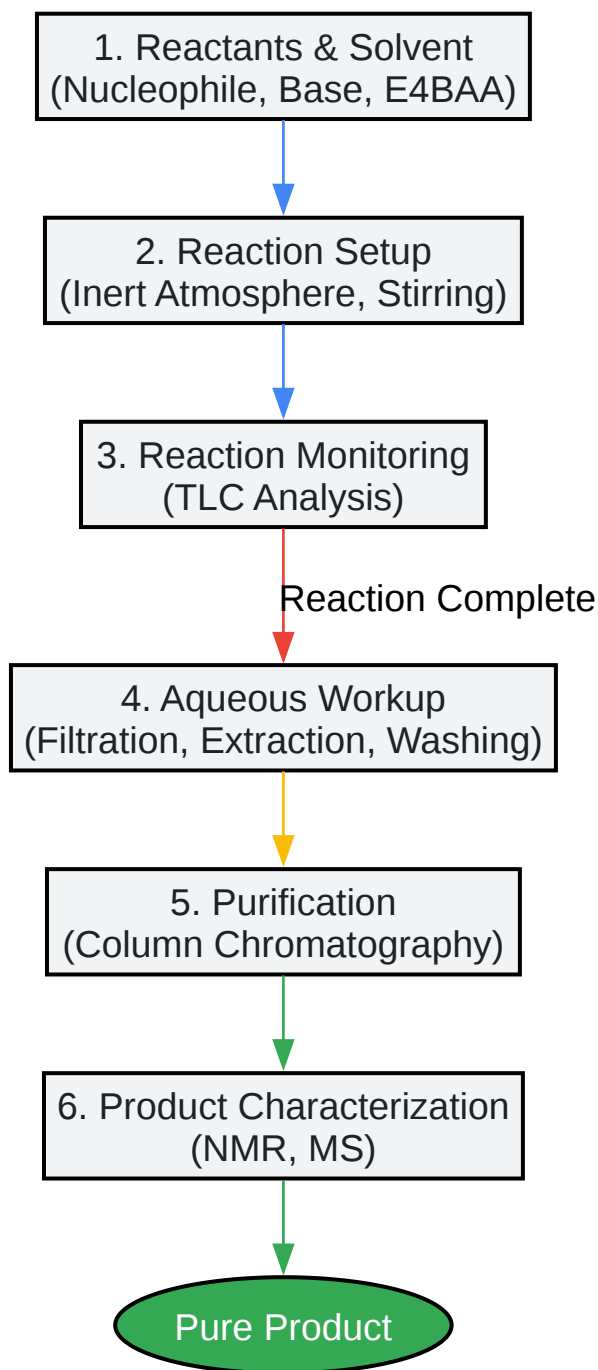 1. Reactants & Solvent
(Nucleophile, Base, E4BAA)
2. Reaction Setup
(Inert Atmosphere, Stirring)
3. Reaction Monitoring
(TLC Analysis)
Reaction Complete
4. Aqueous Workup
(Filtration, Extraction, Washing)
5. Purification
(Column Chromatography)
6. Product Characterization
(NMR, MS)
Pure Product